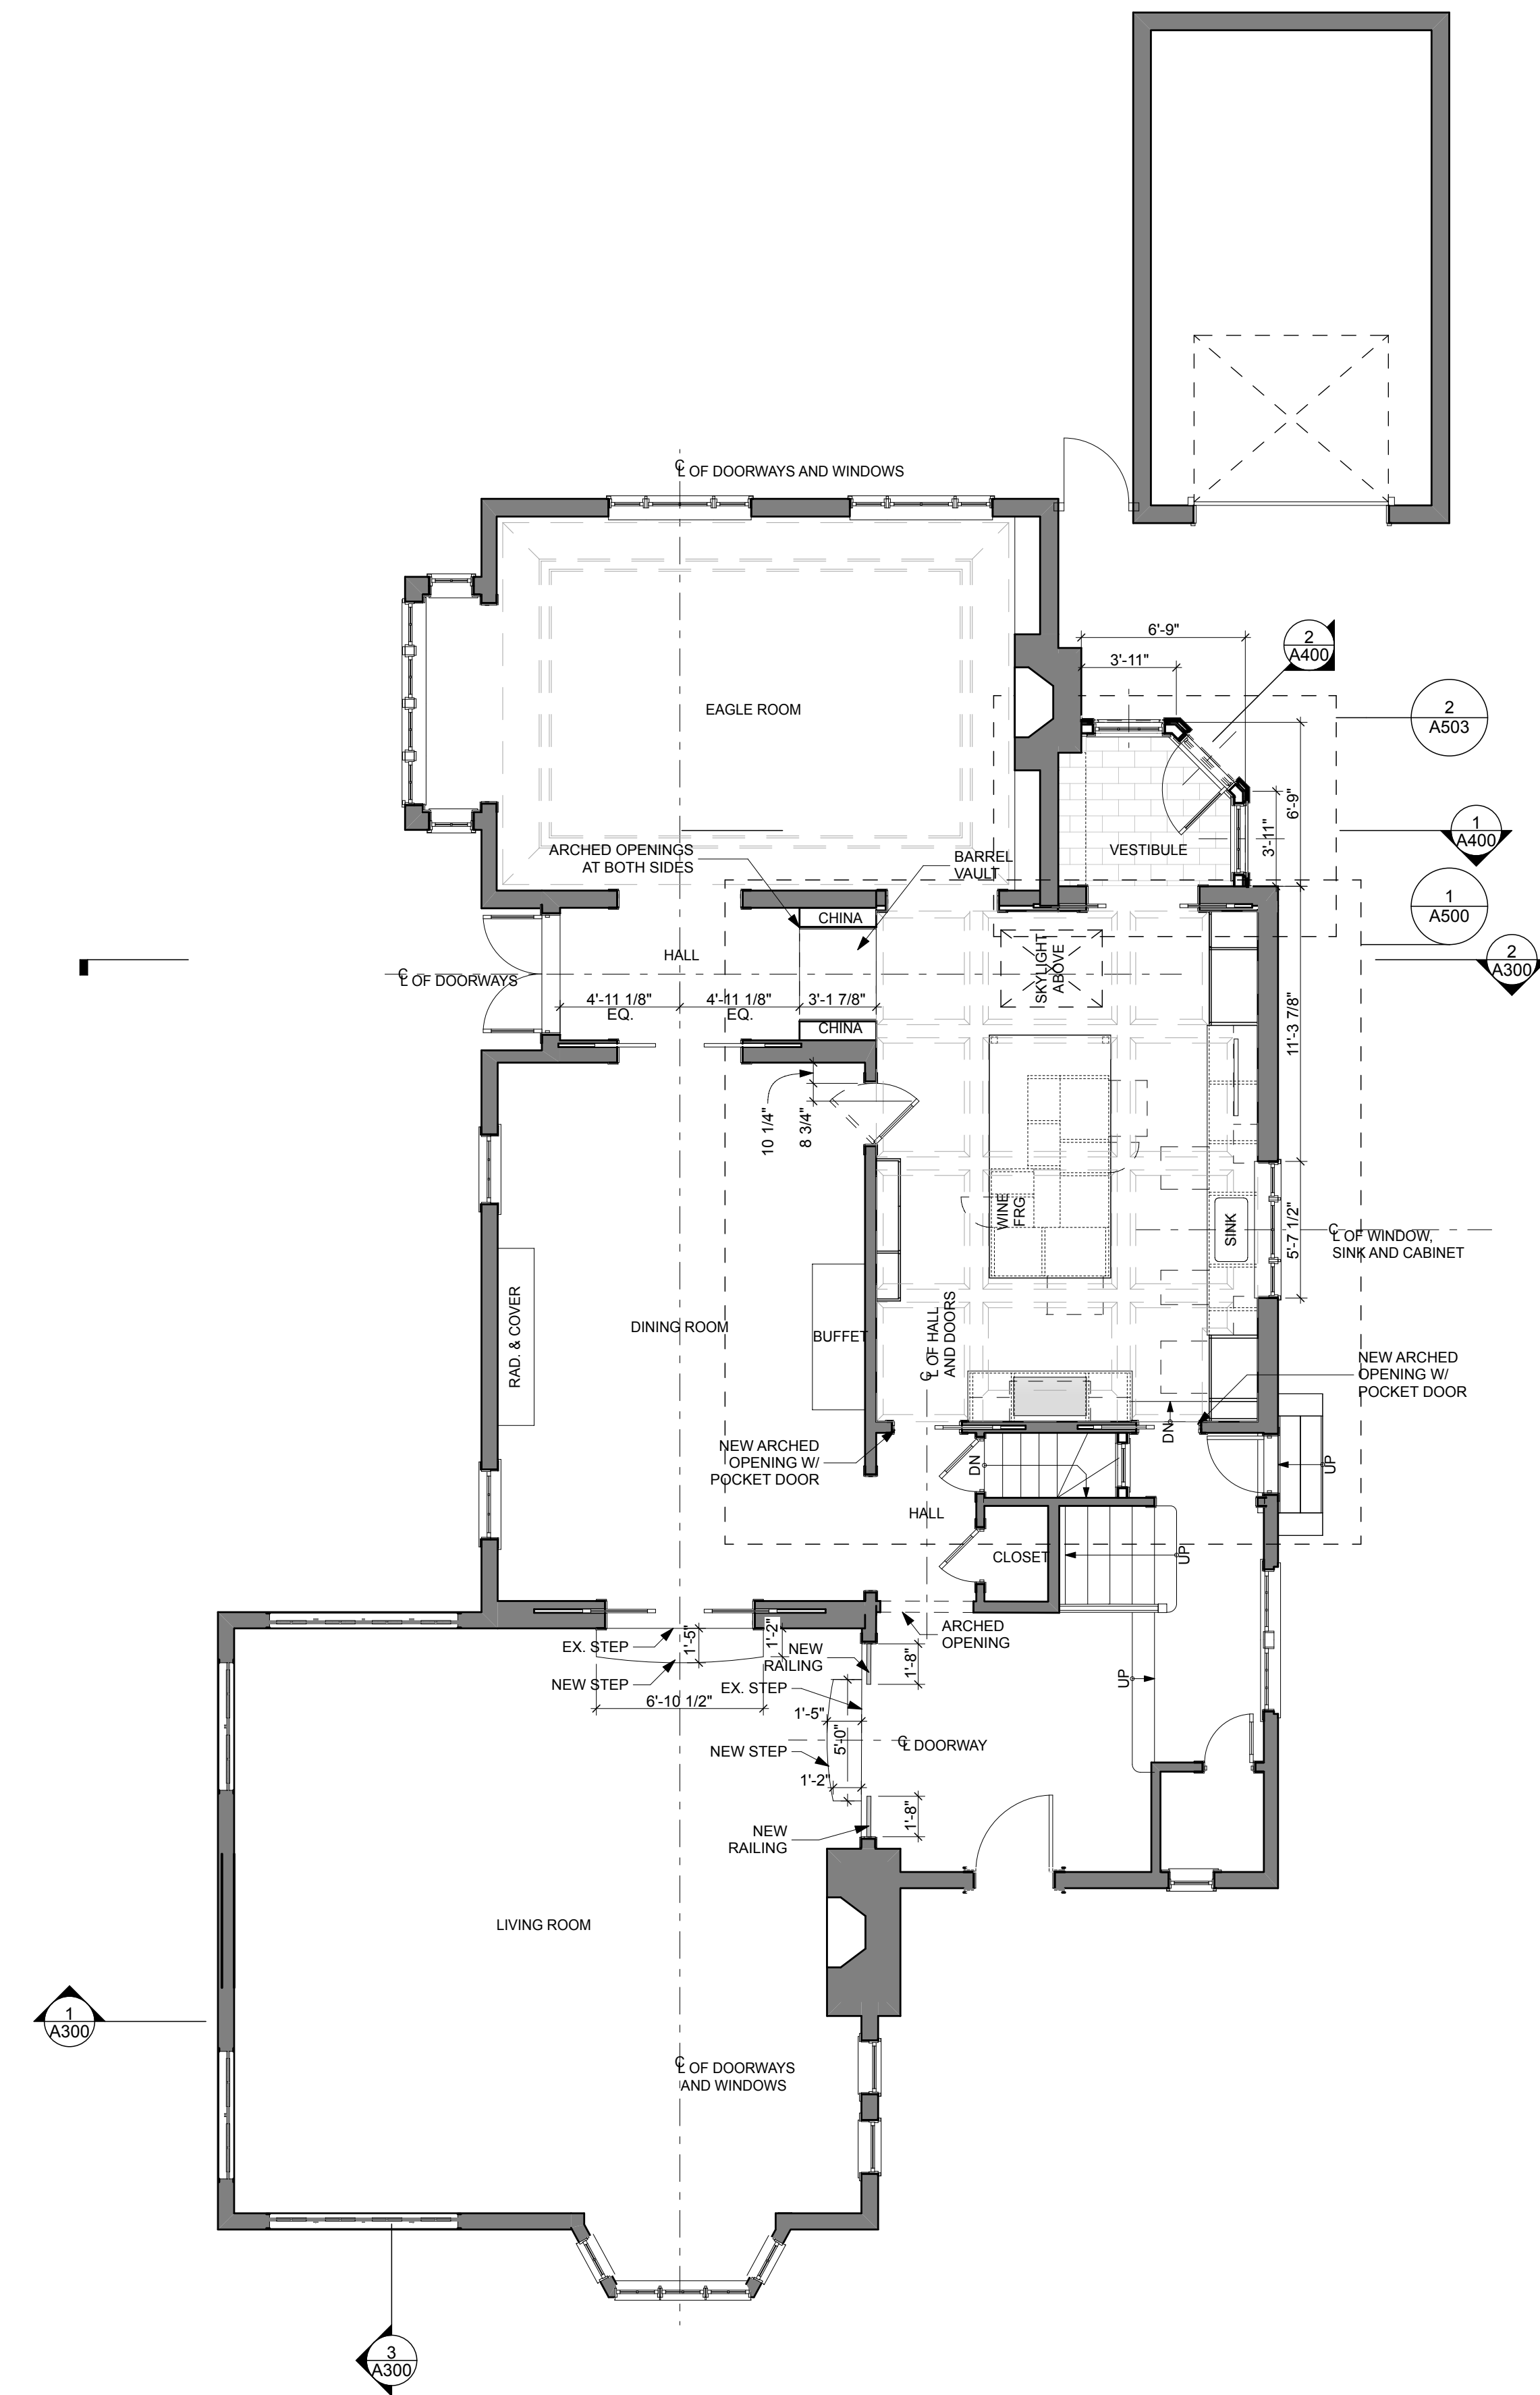 ℄ OF DOORWAYS AND WINDOWS
6'-9"
3'-11"
2
A400
2
A503
EAGLE ROOM
6'-9"
3'-11"
1
A400
VESTIBULE
ARCHED OPENINGS
AT BOTH SIDES
BARREL
VAULT
1
A500
CHINA
HALL
SKYLIGHT
ABOVE
2
A300
℄ OF DOORWAYS
4'-11 1/8"
EQ.
4'-11 1/8"
EQ.
3'-1 7/8"
CHINA
11'-3 7/8"
10 1/4"
8 3/4"
WINE
FRG
SINK
5'-7 1/2"
℄ OF WINDOW,
SINK AND CABINET
RAD. & COVER
DINING ROOM
BUFFET
℄ OF HALL
AND DOORS
NEW ARCHED
OPENING W/
POCKET DOOR
NEW ARCHED
OPENING W/
POCKET DOOR
DN
DN
UP
HALL
CLOSET
UP
EX. STEP
1'-5"
1'-2"
NEW
RAILING
ARCHED
OPENING
1'-8"
NEW STEP
EX. STEP
UP
6'-10 1/2"
1'-5"
5'-0"
℄ DOORWAY
NEW STEP
1'-2"
1'-8"
NEW
RAILING
LIVING ROOM
1
A300
℄ OF DOORWAYS
AND WINDOWS
3
A300